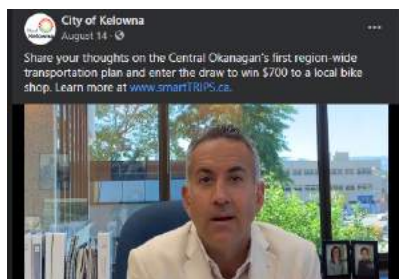 City of Kelowna
August 14 ·
Share your thoughts on the Central Okanagan's first region-wide
transportation plan and enter the draw to win $700 to a local bike
shop. Learn more at www.smartTRIPS.ca.
Kelowna